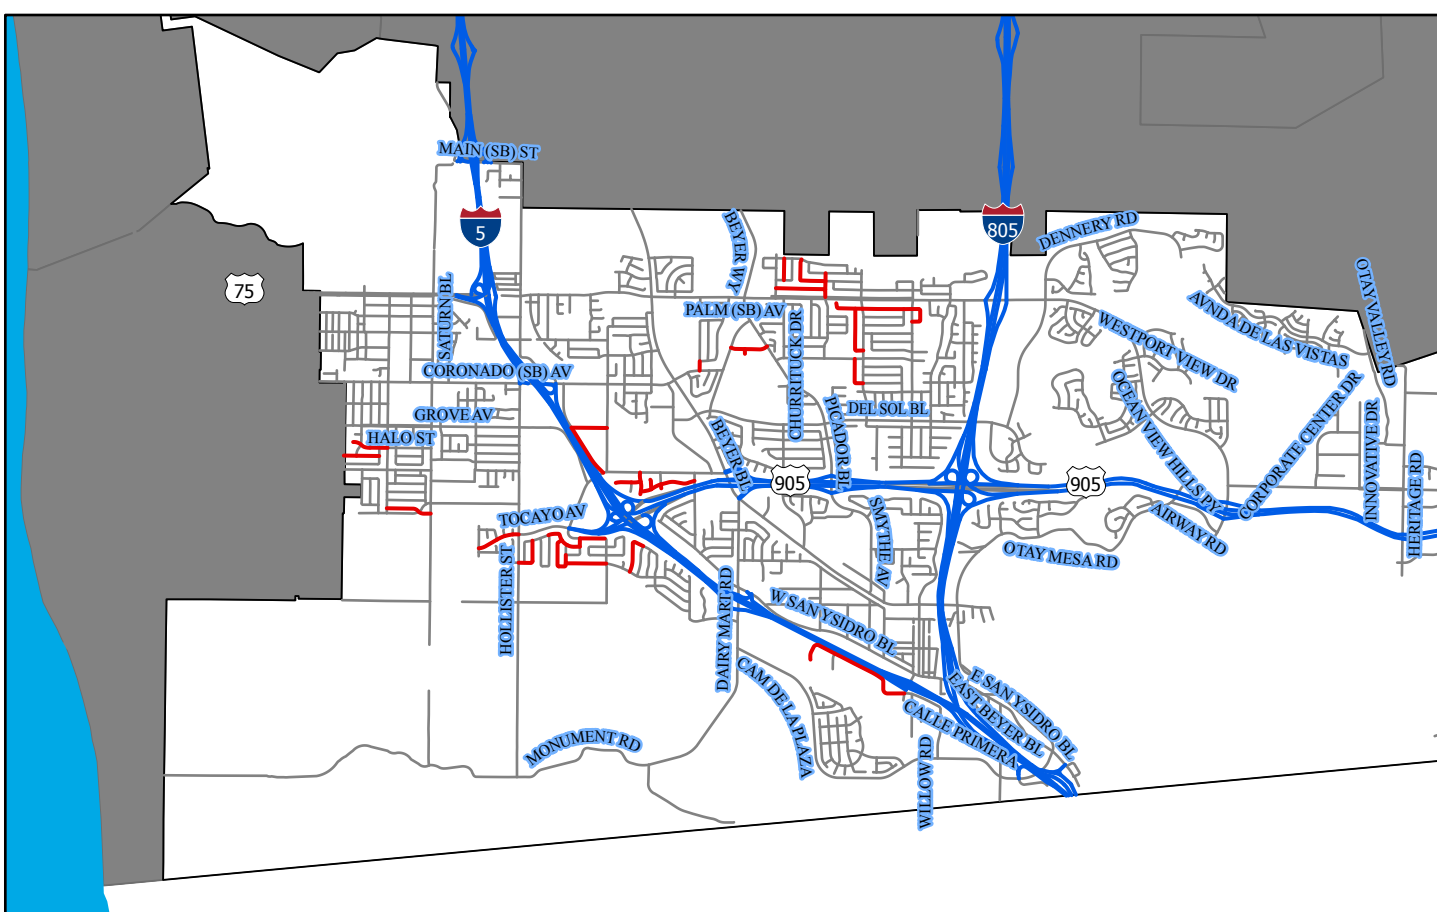 MAIN (SB) ST
5
805
DENNERY RD
BEYER WY
75
SATURN BL
PALM (SB) AV
AVNDA DE LAS VISTAS
OTAY VALLEY RD
WESTPORT VIEW DR
CHURRITUCK DR
CORONADO (SB) AV
GROVE AV
HALO ST
DEL SOL BL
PICADOR BL
OCEAN VIEW HILLS PY
CORPORATE CENTER DR
INNOVATIVE DR
HERITAGE RD
BEYER BL
905
905
TOCAYO AV
SMYTHE AV
AIRWAY RD
OTAY MESA RD
HOLLISTER ST
DAIRY MART RD
W SAN YSIDRO BL
CAM DE LA PLAZA
E SAN YSIDRO BL
EAST BEYER BL
CALLE PRIMERA
MONUMENT RD
WILLOW RD